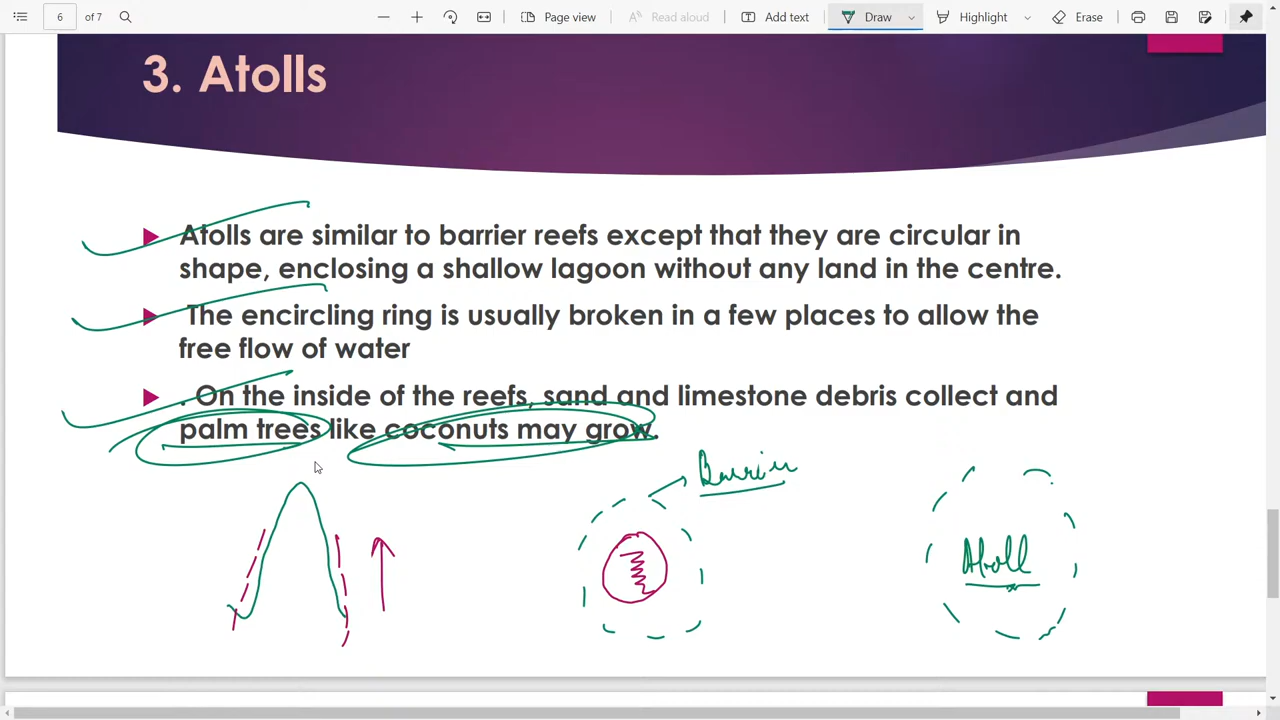 6 of 7 Page view Read aloud Add text Draw Highlight Erase
3. Atolls
Atolls are similar to barrier reefs except that they are circular in
shape, enclosing a shallow lagoon without any land in the centre.
The encircling ring is usually broken in a few places to allow the
free flow of water
. On the inside of the reefs, sand and limestone debris collect and
palm trees like coconuts may grow.
Barrier
Atoll